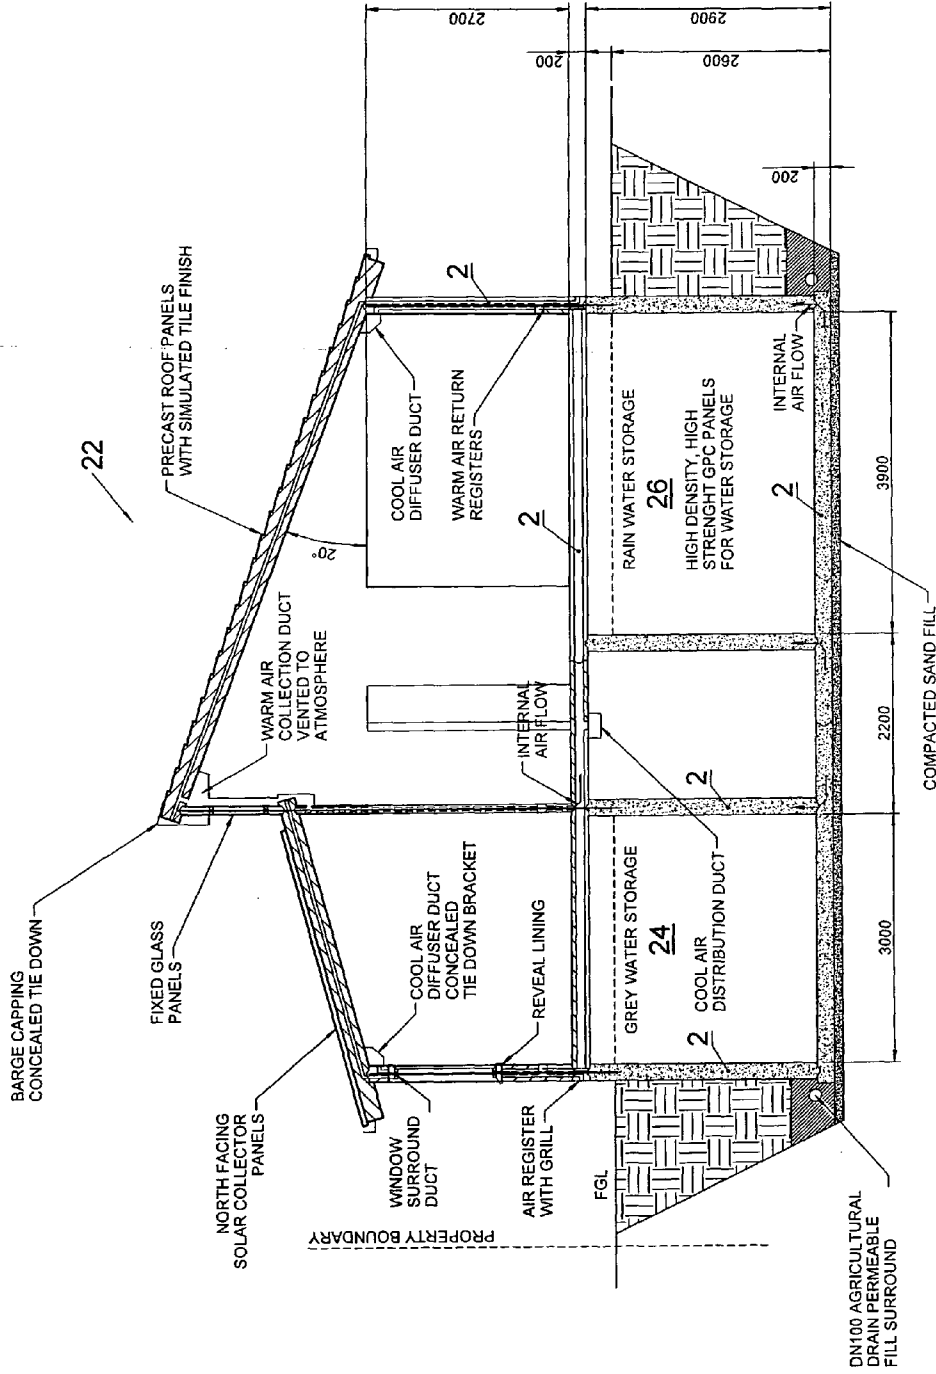 BARGE CAPPING
CONCEALED TIE DOWN
22
PRECAST ROOF PANELS
WITH SIMULATED TILE FINISH
FIXED GLASS
PANELS
WARM AIR
COLLECTION DUCT
VENTED TO
ATMOSPHERE
20°
NORTH FACING
SOLAR COLLECTOR
PANELS
COOL AIR
DIFFUSER DUCT
CONCEALED
TIE DOWN BRACKET
COOL AIR
DIFFUSER DUCT
2
2700
WINDOW
SURROUND
DUCT
REVEAL LINING
WARM AIR RETURN
REGISTERS
INTERNAL
AIR FLOW
2
AIR REGISTER
WITH GRILL
PROPERTY BOUNDARY
FGL
200
GREY WATER STORAGE
24
RAIN WATER STORAGE
26
HIGH DENSITY, HIGH
STRENGHT GPC PANELS
FOR WATER STORAGE
2900
2600
COOL AIR
DISTRIBUTION DUCT
2
2
INTERNAL
AIR FLOW
2
200
3000
2200
3900
DN100 AGRICULTURAL
DRAIN PERMEABLE
FILL SURROUND
COMPACTED SAND FILL